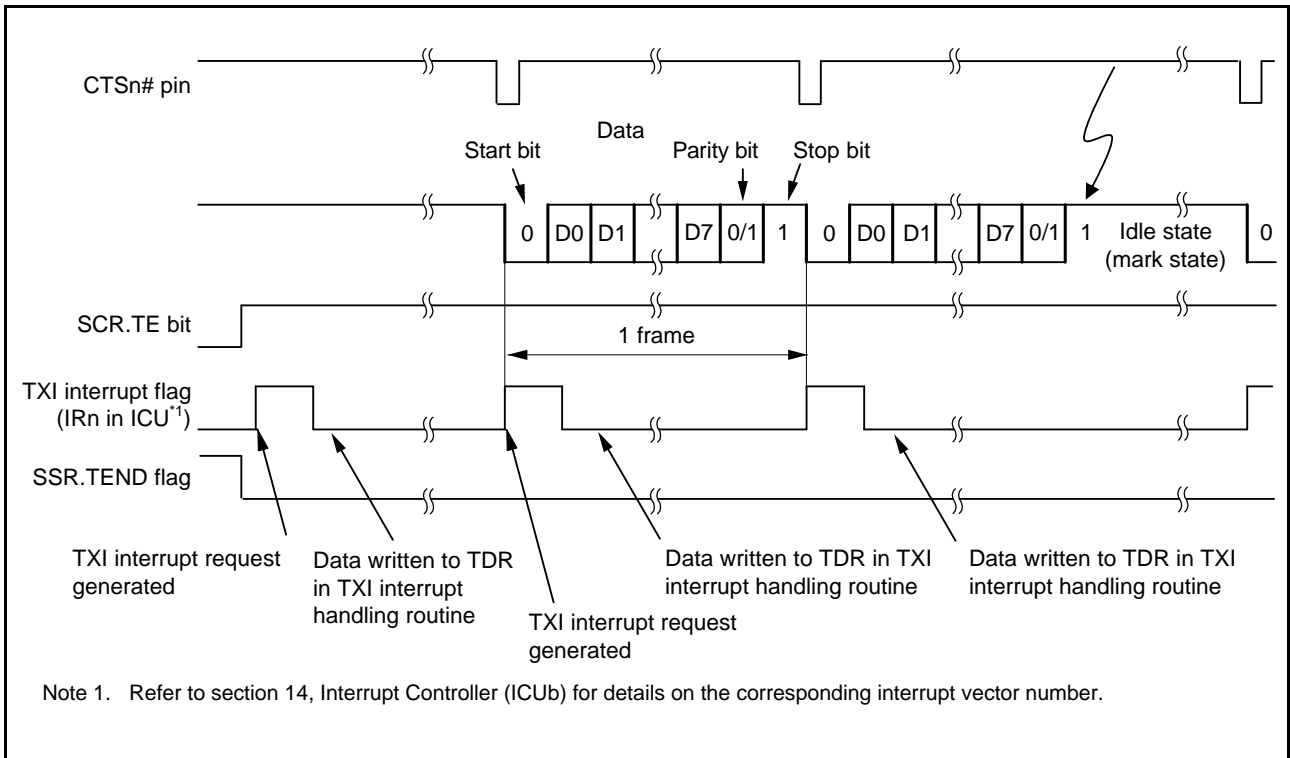 CTSn# pin
Data
Start bit
Parity bit
Stop bit
0
D0
D1
D7
0/1
1
0
D0
D1
D7
0/1
1
Idle state
(mark state)
0
SCR.TE bit
1 frame
TXI interrupt flag
(IRn in ICU*1)
SSR.TEND flag
TXI interrupt request
generated
Data written to TDR
in TXI interrupt
handling routine
TXI interrupt request
generated
Data written to TDR in TXI
interrupt handling routine
Data written to TDR in TXI
interrupt handling routine
Note 1. Refer to section 14, Interrupt Controller (ICUb) for details on the corresponding interrupt vector number.